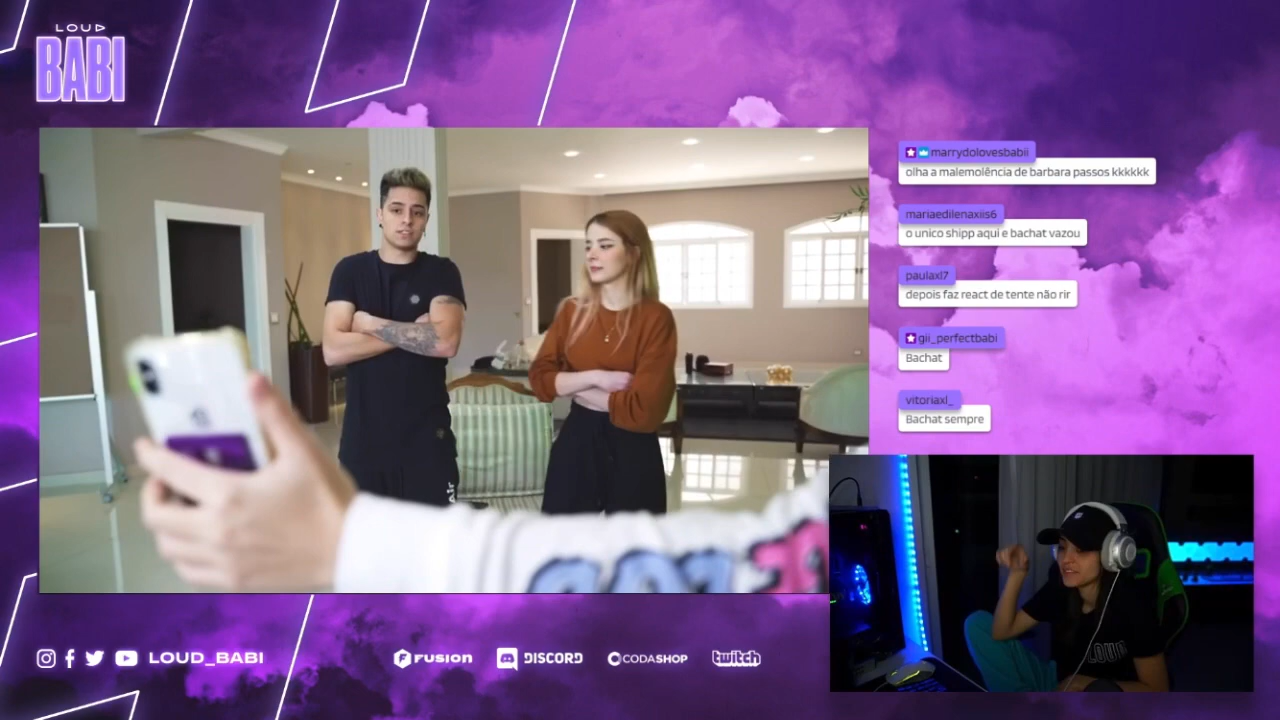 LOUD
BABI
marrydolovesbabii
olha a malemolência de barbara passos kkkkkk
mariaedilenaxiis6
o unico shipp aqui e bachat vazou
paulaxl7
depois faz react de tente não rir
gii_perfectbabi
Bachat
vitoriaxl_
Bachat sempre
Air
LOUD
LOUD_BABI
FUSION
DISCORD
CODASHOP
twitch